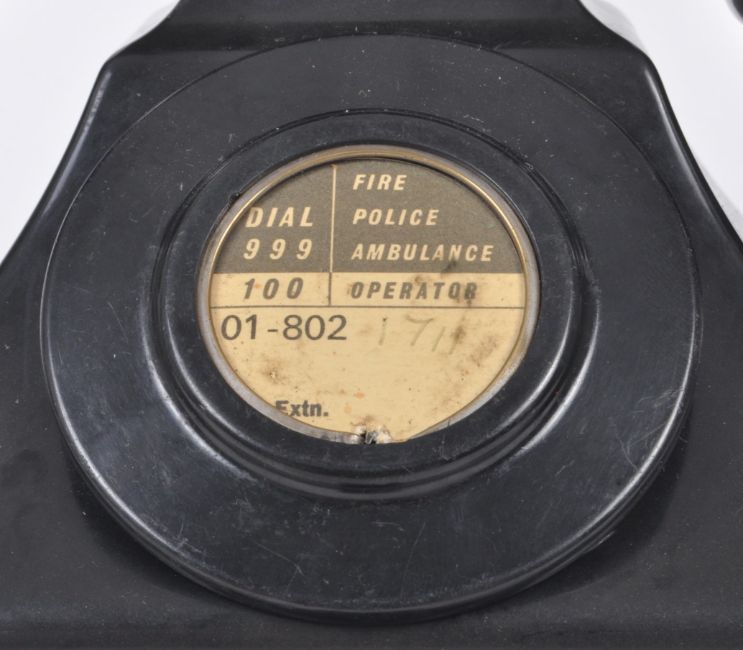 FIRE
DIAL POLICE
999 AMBULANCE
100 OPERATOR
01-802
Extn.